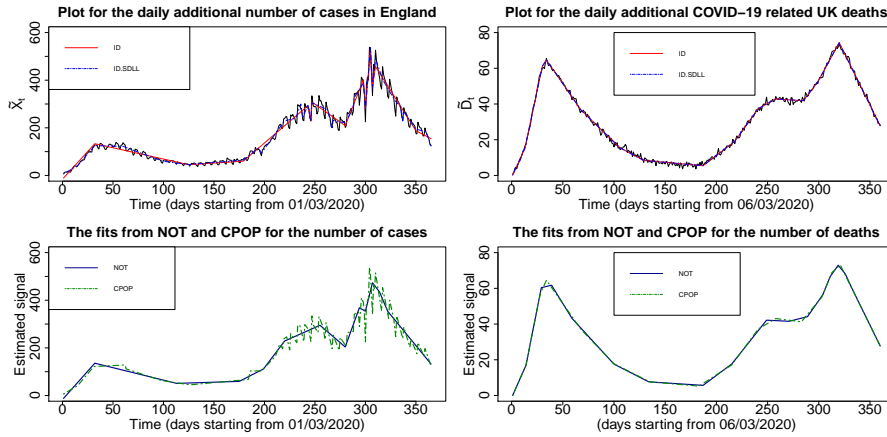 Plot for the daily additional number of cases in England
ID
ID.SDLL
X̃t
0 200 400 600
0 50 100 150 200 250 300 350
Time (days starting from 01/03/2020)
Plot for the daily additional COVID−19 related UK deaths
ID
ID.SDLL
D̃t
0 20 40 60 80
0 50 100 150 200 250 300 350
Time (days starting from 06/03/2020)
The fits from NOT and CPOP for the number of cases
NOT
CPOP
Estimated signal
0 200 400 600
0 50 100 150 200 250 300 350
Time (days starting from 01/03/2020)
The fits from NOT and CPOP for the number of deaths
NOT
CPOP
Estimated signal
0 20 40 60 80
0 50 100 150 200 250 300 350
(days starting from 06/03/2020)